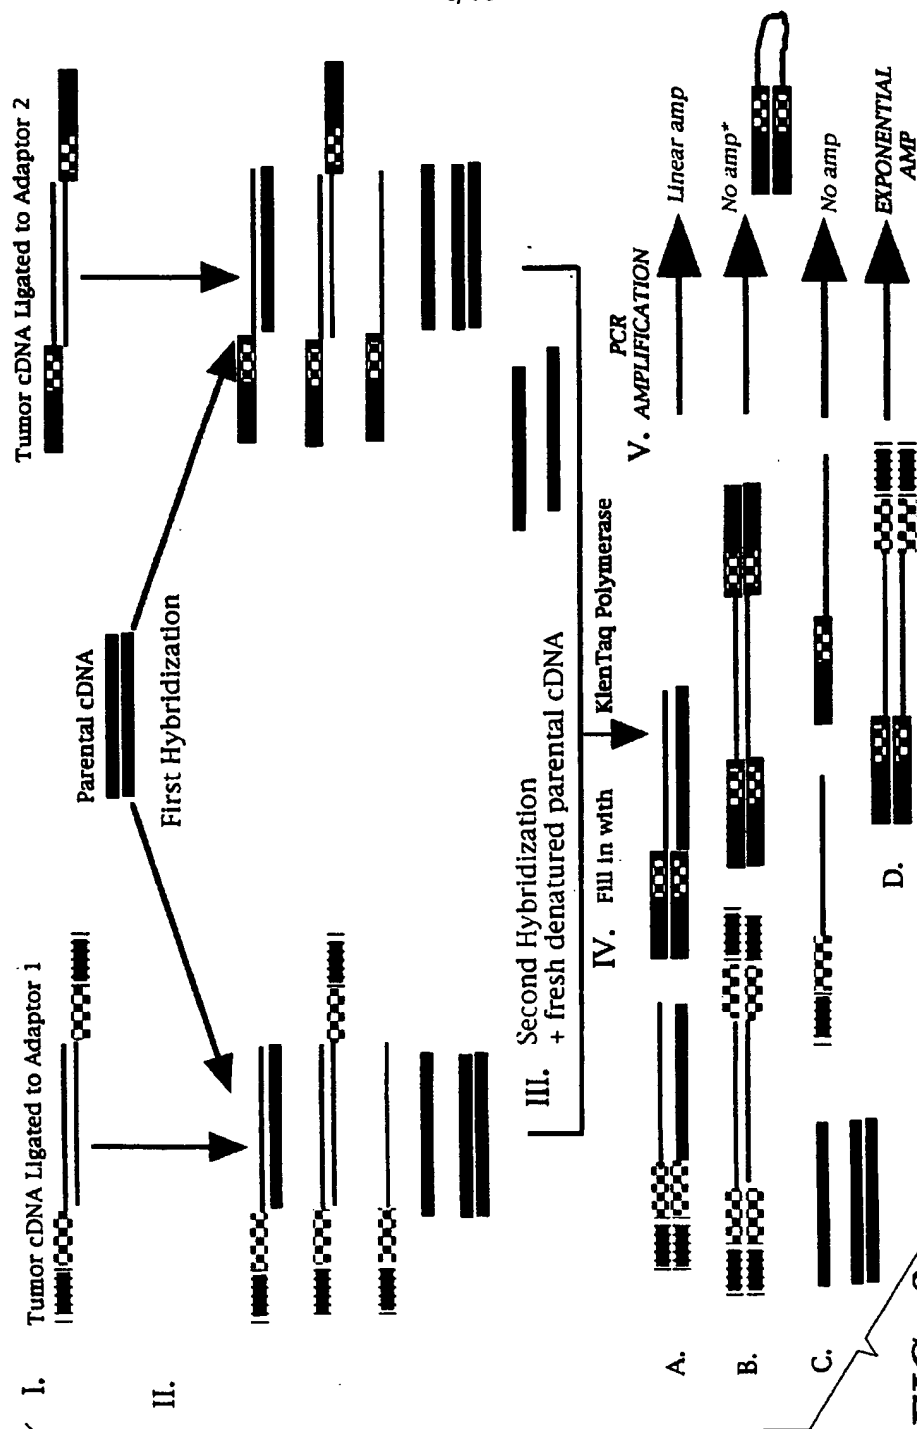 I.
Tumor cDNA Ligated to Adaptor 1
Tumor cDNA Ligated to Adaptor 2
Parental cDNA
II.
First Hybridization
III.
Second Hybridization
+ fresh denatured parental cDNA
IV.
Fill in with
KlenTaq Polymerase
V.
PCR
AMPLIFICATION
A.
Linear amp
B.
No amp*
C.
No amp
D.
EXPONENTIAL
AMP